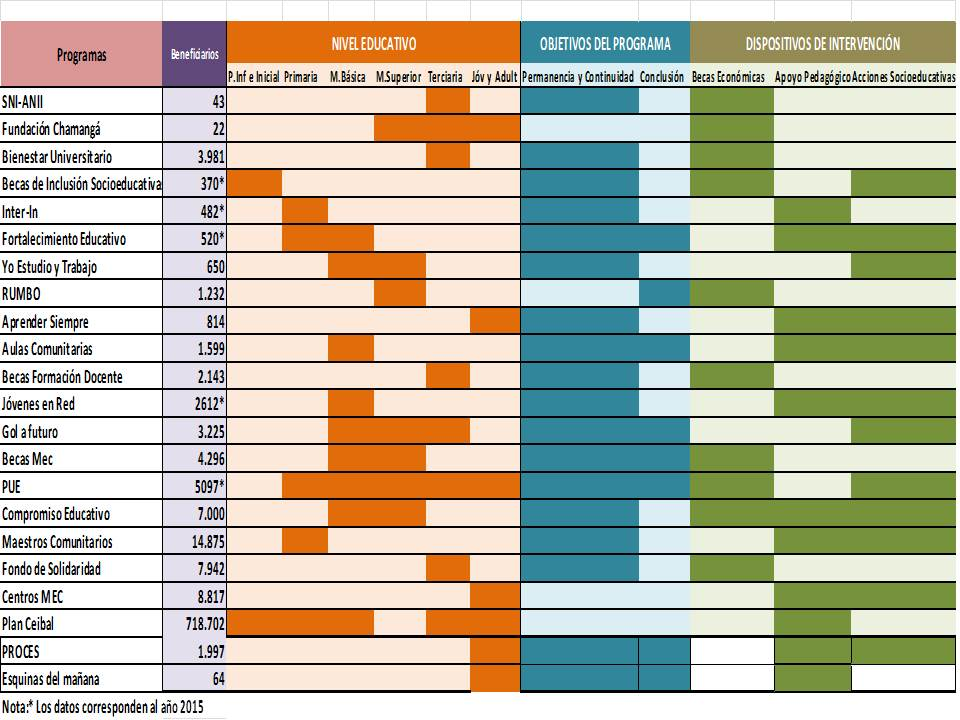 Programas Beneficiarios NIVEL EDUCATIVO OBJETIVOS DEL PROGRAMA DISPOSITIVOS DE INTERVENCIÓN
P.Inf e Inicial Primaria M.Básica M.Superior Terciaria Jóv y Adult Permanencia y Continuidad Conclusión Becas Económicas Apoyo Pedagógico Acciones Socioeducativas
SNI-ANII 43
Fundación Chamangá 22
Bienestar Universitario 3.981
Becas de Inclusión Socioeducativa 370*
Inter-In 482*
Fortalecimiento Educativo 520*
Yo Estudio y Trabajo 650
RUMBO 1.232
Aprender Siempre 814
Aulas Comunitarias 1.599
Becas Formación Docente 2.143
Jóvenes en Red 2612*
Gol a futuro 3.225
Becas Mec 4.296
PUE 5097*
Compromiso Educativo 7.000
Maestros Comunitarios 14.875
Fondo de Solidaridad 7.942
Centros MEC 8.817
Plan Ceibal 718.702
PROCES 1.997
Esquinas del mañana 64
Nota:* Los datos corresponden al año 2015